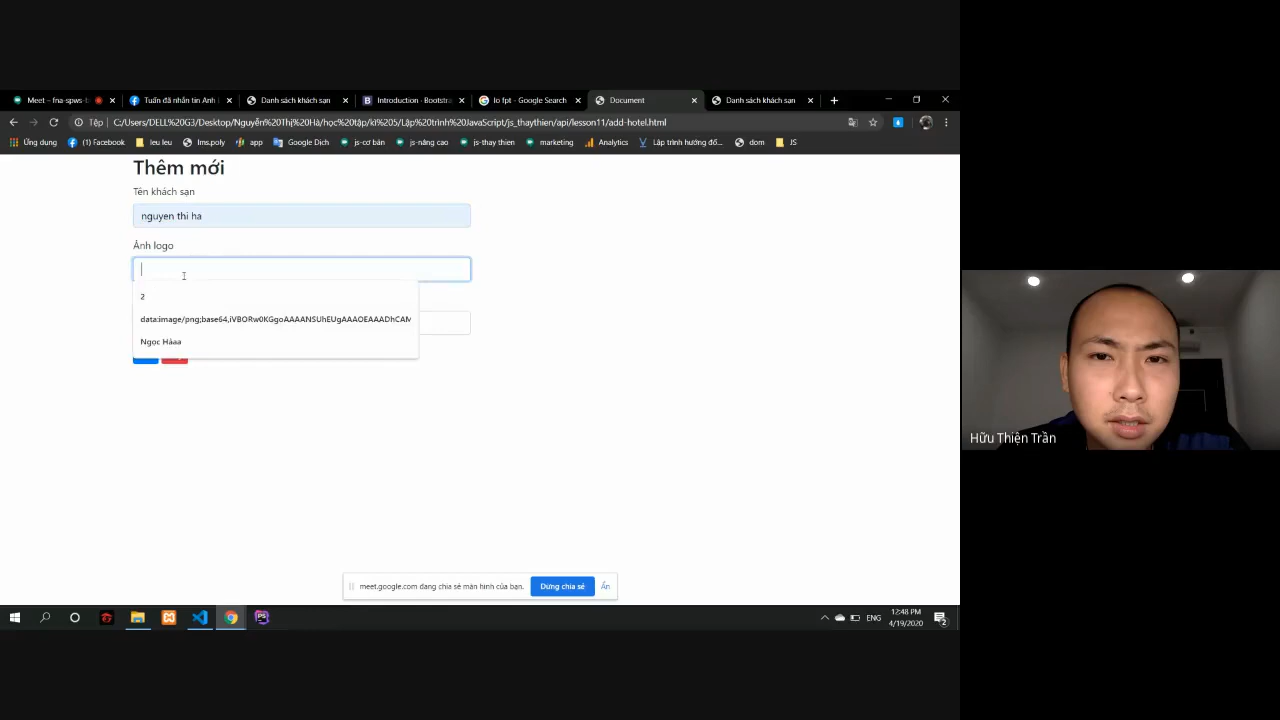 Meet – fna-spws-b
Tuấn đã nhắn tin Anh
Danh sách khách sạn
Introduction · Bootstra
lo fpt - Google Search
Document
Danh sách khách sạn
Tệp
C:/Users/DELL%20G3/Desktop/Nguyễn%20Thị%20Hà/học%20tập/kì%205/Lập%20trình%20JavaScript/js_thaythien/api/lesson11/add-hotel.html
Ứng dụng
(1) Facebook
leu leu
lms.poly
app
Google Dịch
js-cơ bản
js-nâng cao
js-thay thien
marketing
Analytics
Lập trình hướng đố...
dom
JS
Thêm mới
Tên khách sạn
nguyen thi ha
Ảnh logo
2
data:image/png;base64,iVBORw0KGgoAAAANSUhEUgAAAOEAAADhCAM
Ngọc Hàaa
Hữu Thiện Trần
meet.google.com đang chia sẻ màn hình của bạn.
Dừng chia sẻ
Ẩn
PS
ENG
12:48 PM
4/19/2020
2